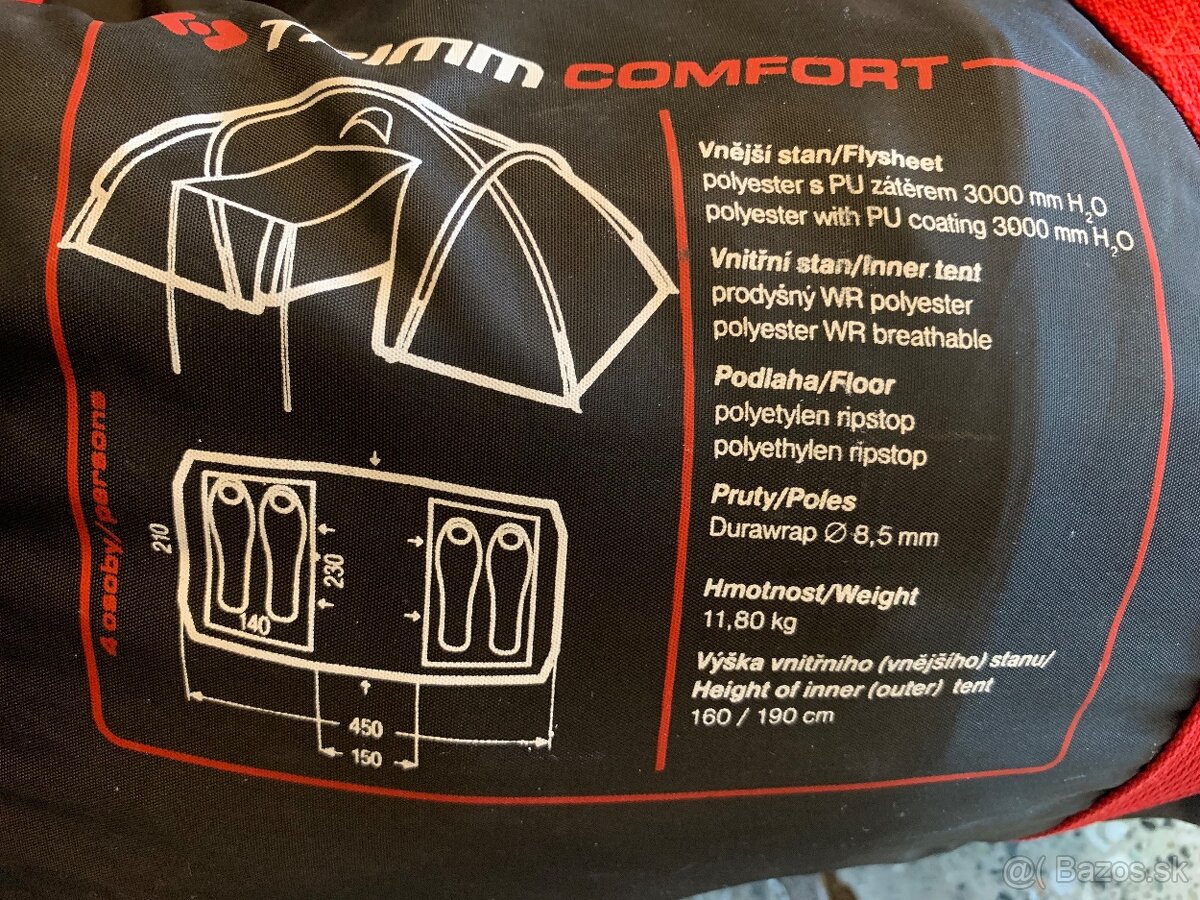 COMFORT
Vnější stan/Flysheet
polyester s PU zátěrem 3000 mm H₂O
polyester with PU coating 3000 mm H₂O
Vnitřní stan/Inner tent
prodyšný WR polyester
polyester WR breathable
Podlaha/Floor
polyetylen ripstop
polyethylen ripstop
Pruty/Poles
Durawrap Ø 8,5 mm
Hmotnost/Weight
11,80 kg
Výška vnitřního (vnějšího) stanu/
Height of inner (outer) tent
160 / 190 cm
4 osoby/persons
210
230
140
450
150
@( Bazos.sk